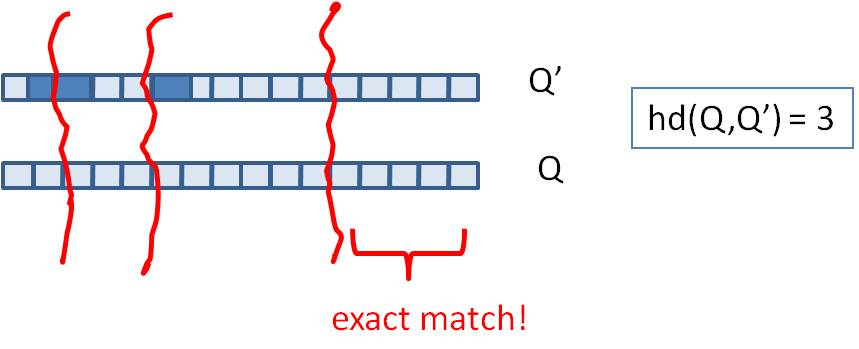 Q’
hd(Q,Q’) = 3
Q
exact match!